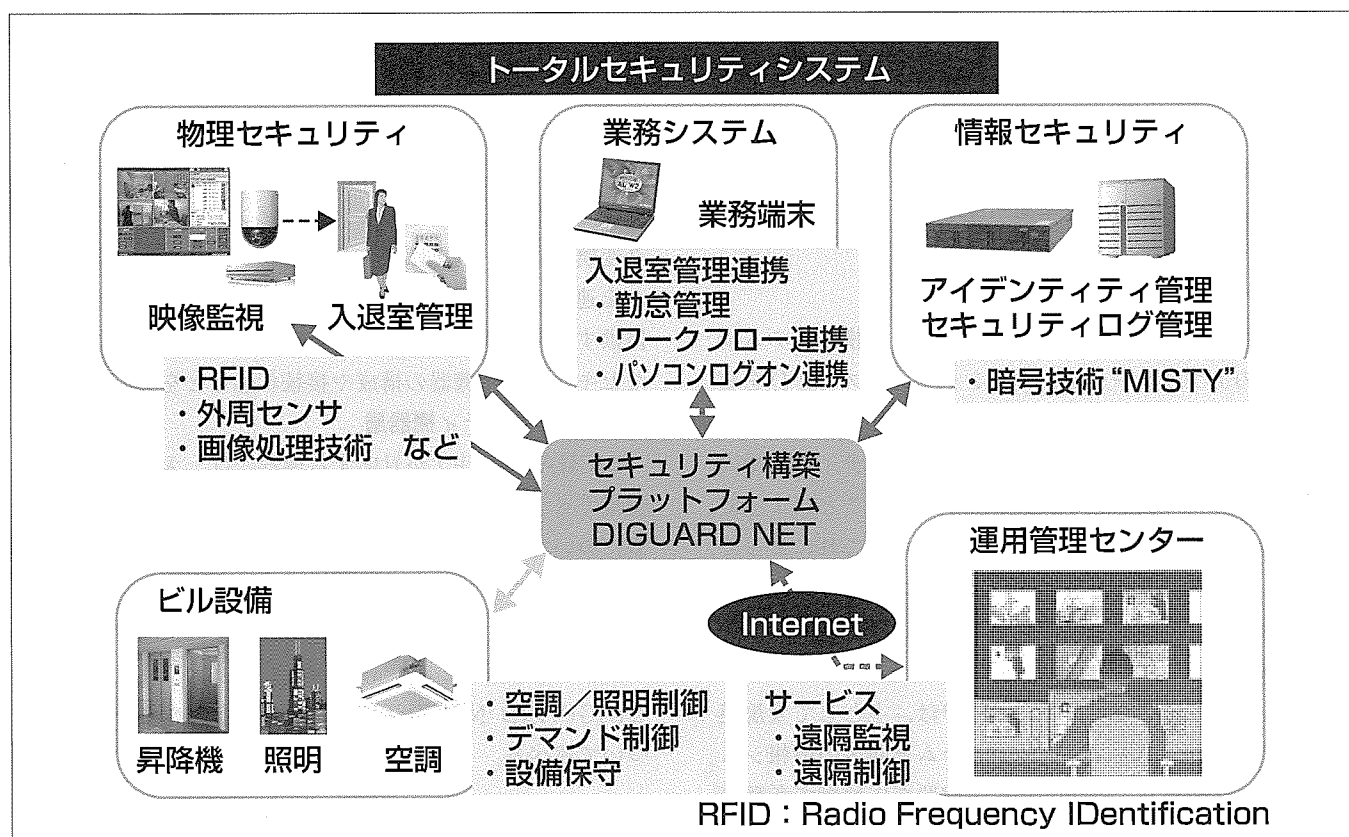 トータルセキュリティシステム
物理セキュリティ
映像監視
入退室管理
・RFID
・外周センサ
・画像処理技術　など
業務システム
業務端末
入退室管理連携
・勤怠管理
・ワークフロー連携
・パソコンログオン連携
情報セキュリティ
アイデンティティ管理
セキュリティログ管理
・暗号技術“MISTY”
セキュリティ構築
プラットフォーム
DIGUARD NET
ビル設備
昇降機
照明
空調
・空調／照明制御
・デマンド制御
・設備保守
Internet
サービス
・遠隔監視
・遠隔制御
運用管理センター
RFID：Radio Frequency IDentification